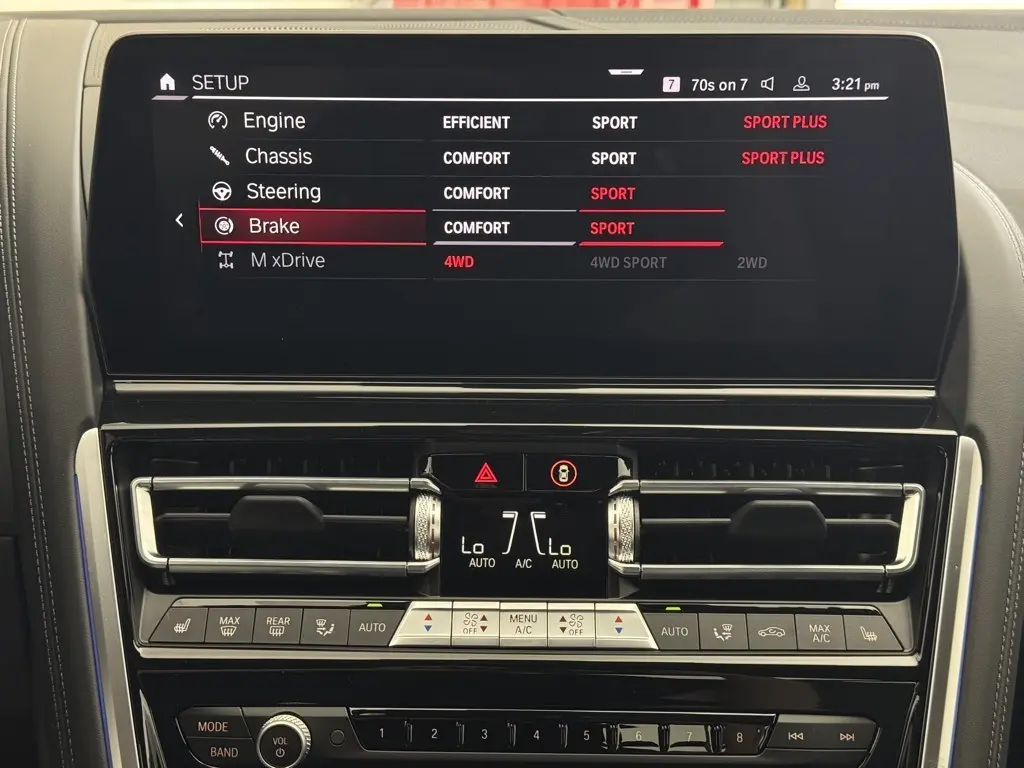 SETUP 7 70s on 7 3:21 pm
Engine EFFICIENT SPORT SPORT PLUS
Chassis COMFORT SPORT SPORT PLUS
Steering COMFORT SPORT
Brake COMFORT SPORT
M xDrive 4WD 4WD SPORT 2WD
Lo Lo
AUTO A/C AUTO
MAX REAR AUTO OFF MENU A/C OFF AUTO MAX A/C
MODE
BAND
VOL
1 2 3 4 5 6 7 8